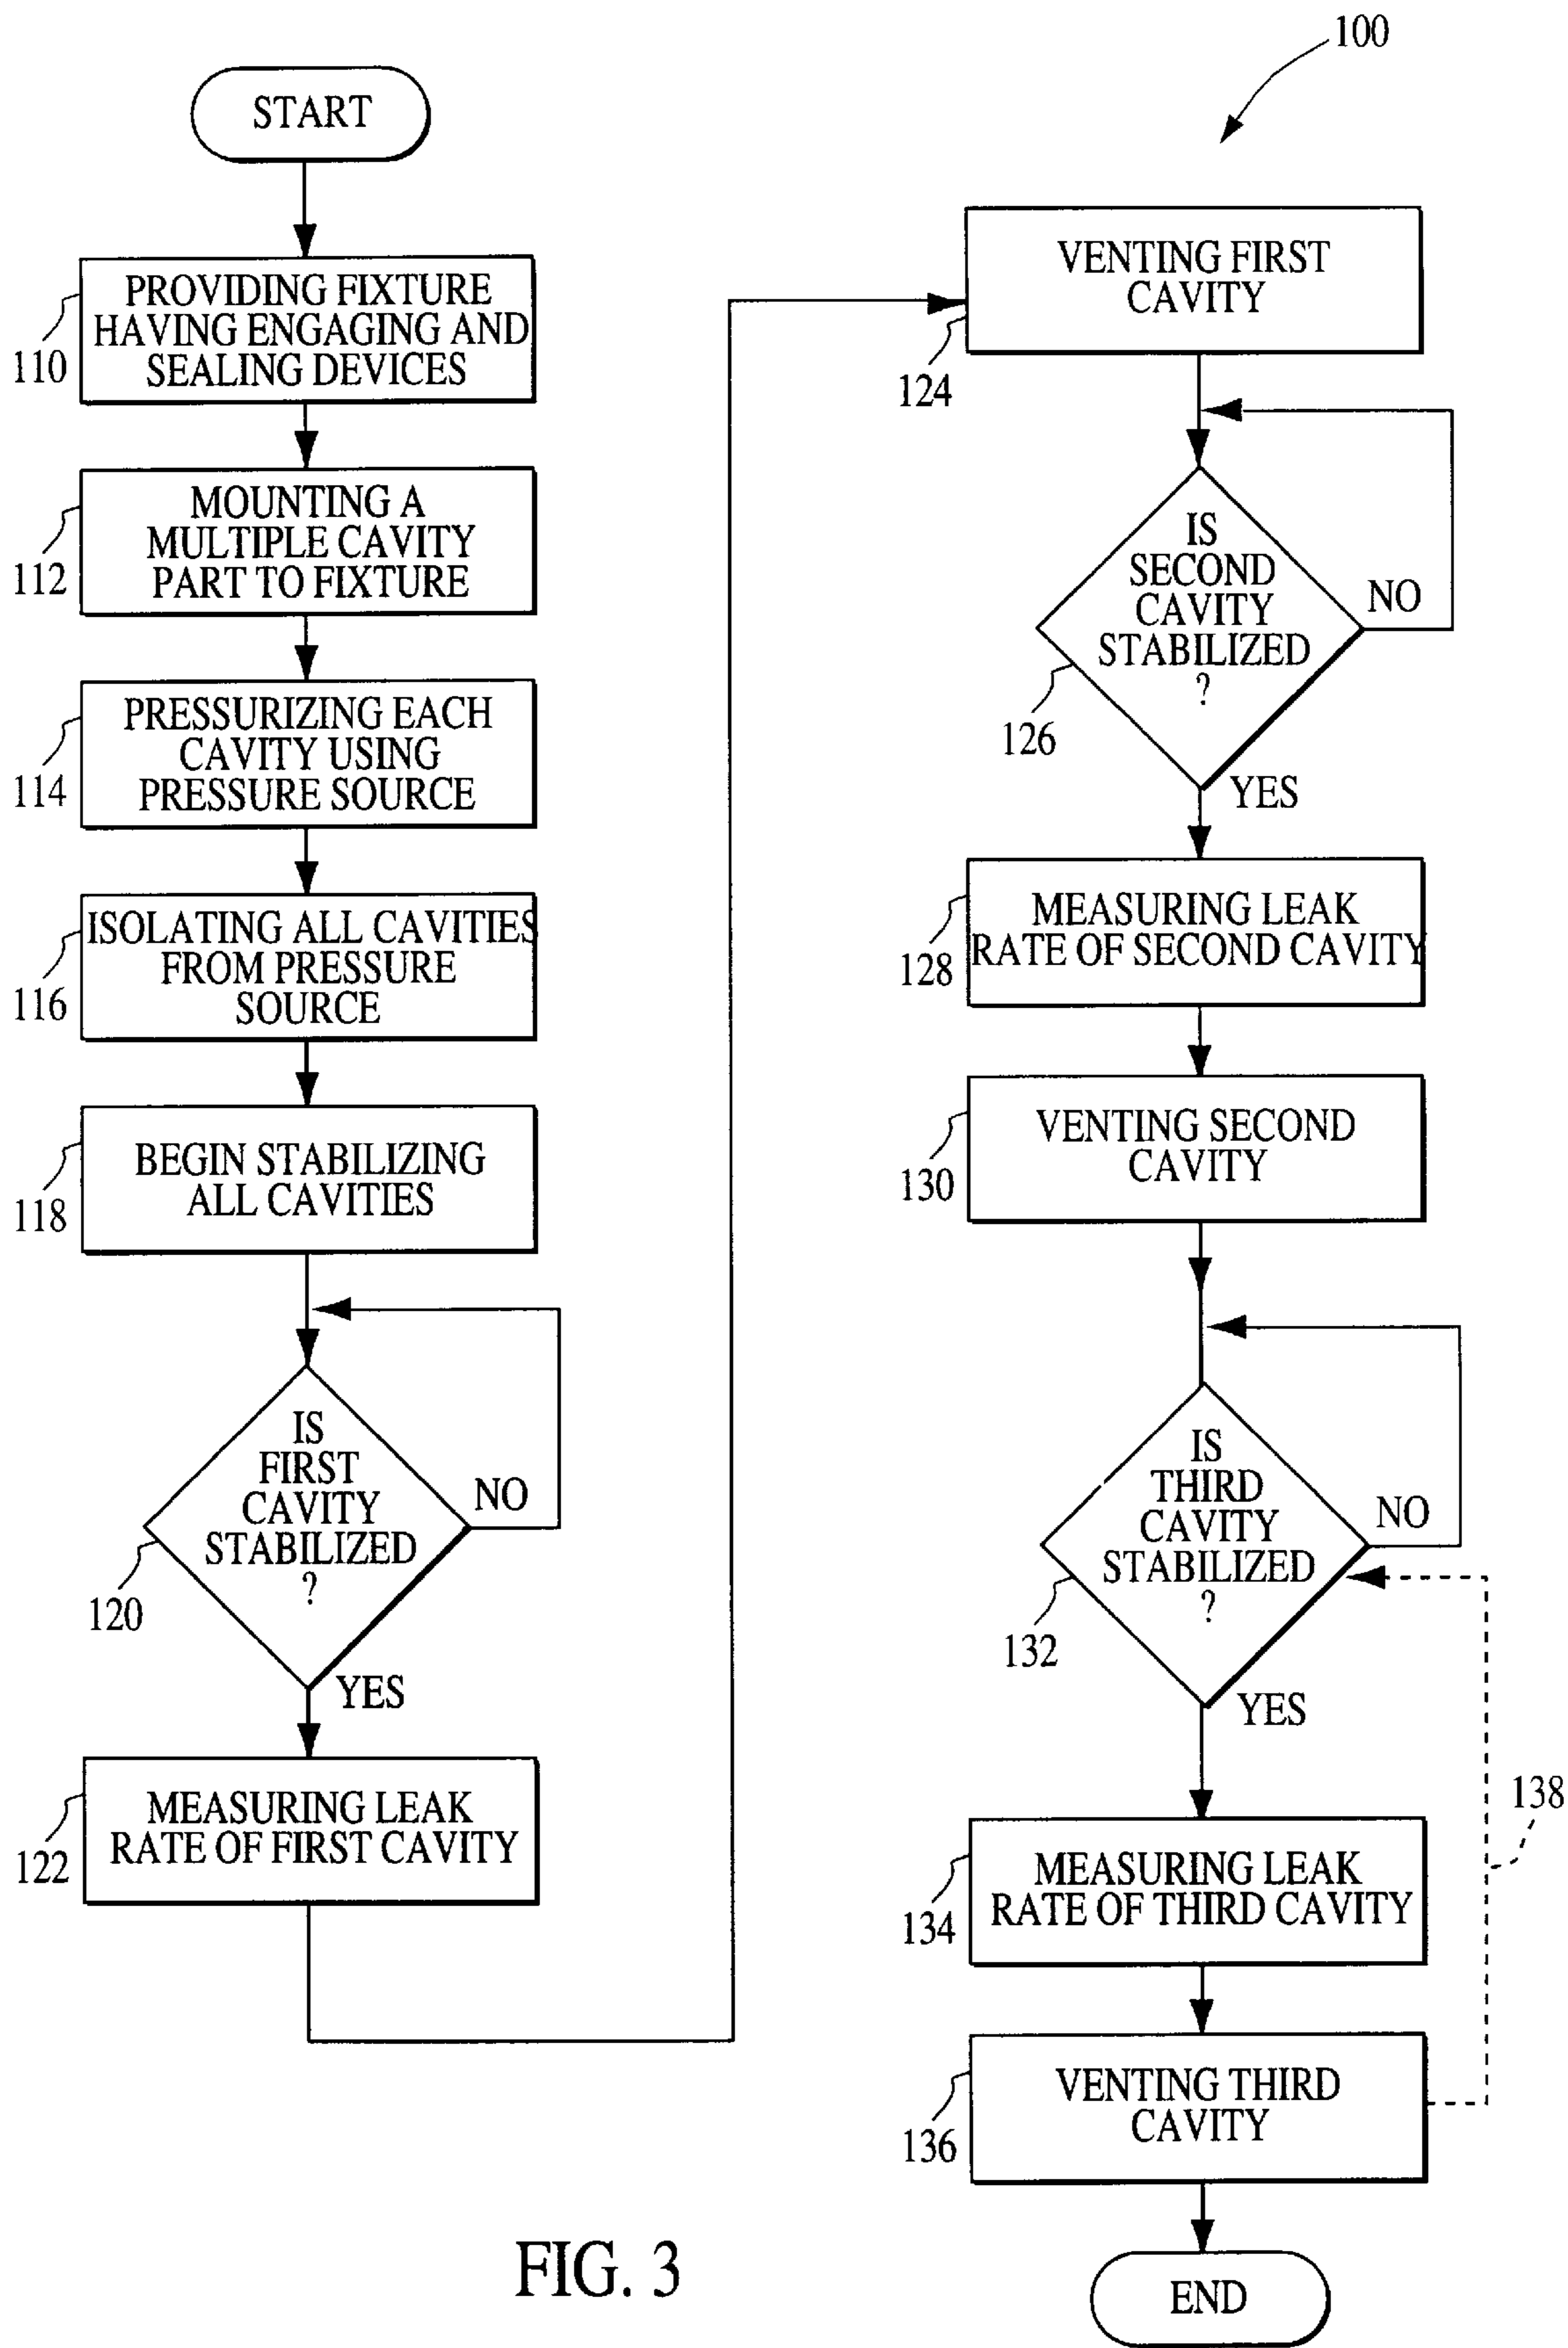 100
START
PROVIDING FIXTURE
HAVING ENGAGING AND
SEALING DEVICES
110
MOUNTING A
MULTIPLE CAVITY
PART TO FIXTURE
112
PRESSURIZING EACH
CAVITY USING
PRESSURE SOURCE
114
ISOLATING ALL CAVITIES
FROM PRESSURE
SOURCE
116
BEGIN STABILIZING
ALL CAVITIES
118
IS
FIRST
CAVITY
STABILIZED
?
NO
120
YES
MEASURING LEAK
RATE OF FIRST CAVITY
122
VENTING FIRST
CAVITY
124
IS
SECOND
CAVITY
STABILIZED
?
NO
126
YES
MEASURING LEAK
RATE OF SECOND CAVITY
128
VENTING SECOND
CAVITY
130
IS
THIRD
CAVITY
STABILIZED
?
NO
132
YES
138
MEASURING LEAK
RATE OF THIRD CAVITY
134
VENTING THIRD
CAVITY
136
END
FIG. 3